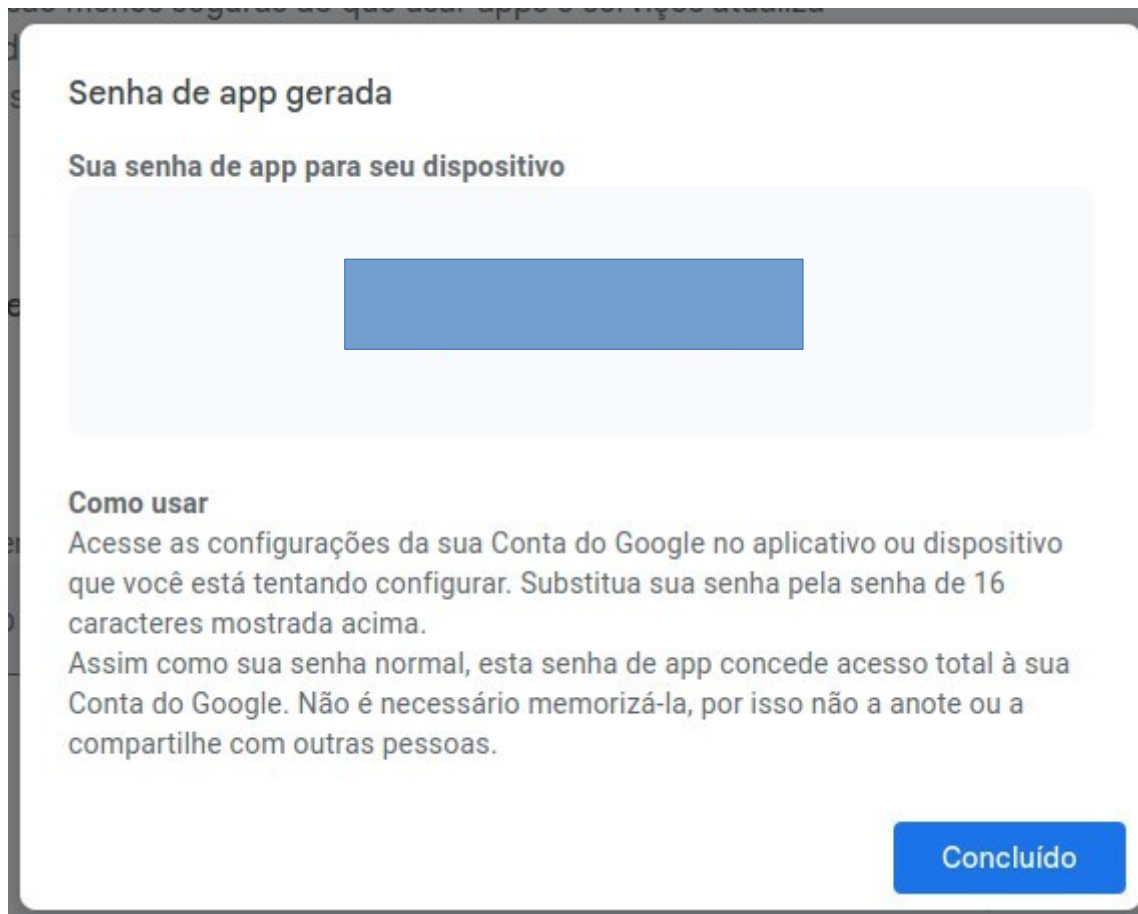 Senha de app gerada
Sua senha de app para seu dispositivo
Como usar
Acesse as configurações da sua Conta do Google no aplicativo ou dispositivo
que você está tentando configurar. Substitua sua senha pela senha de 16
caracteres mostrada acima.
Assim como sua senha normal, esta senha de app concede acesso total à sua
Conta do Google. Não é necessário memorizá-la, por isso não a anote ou a
compartilhe com outras pessoas.
Concluído